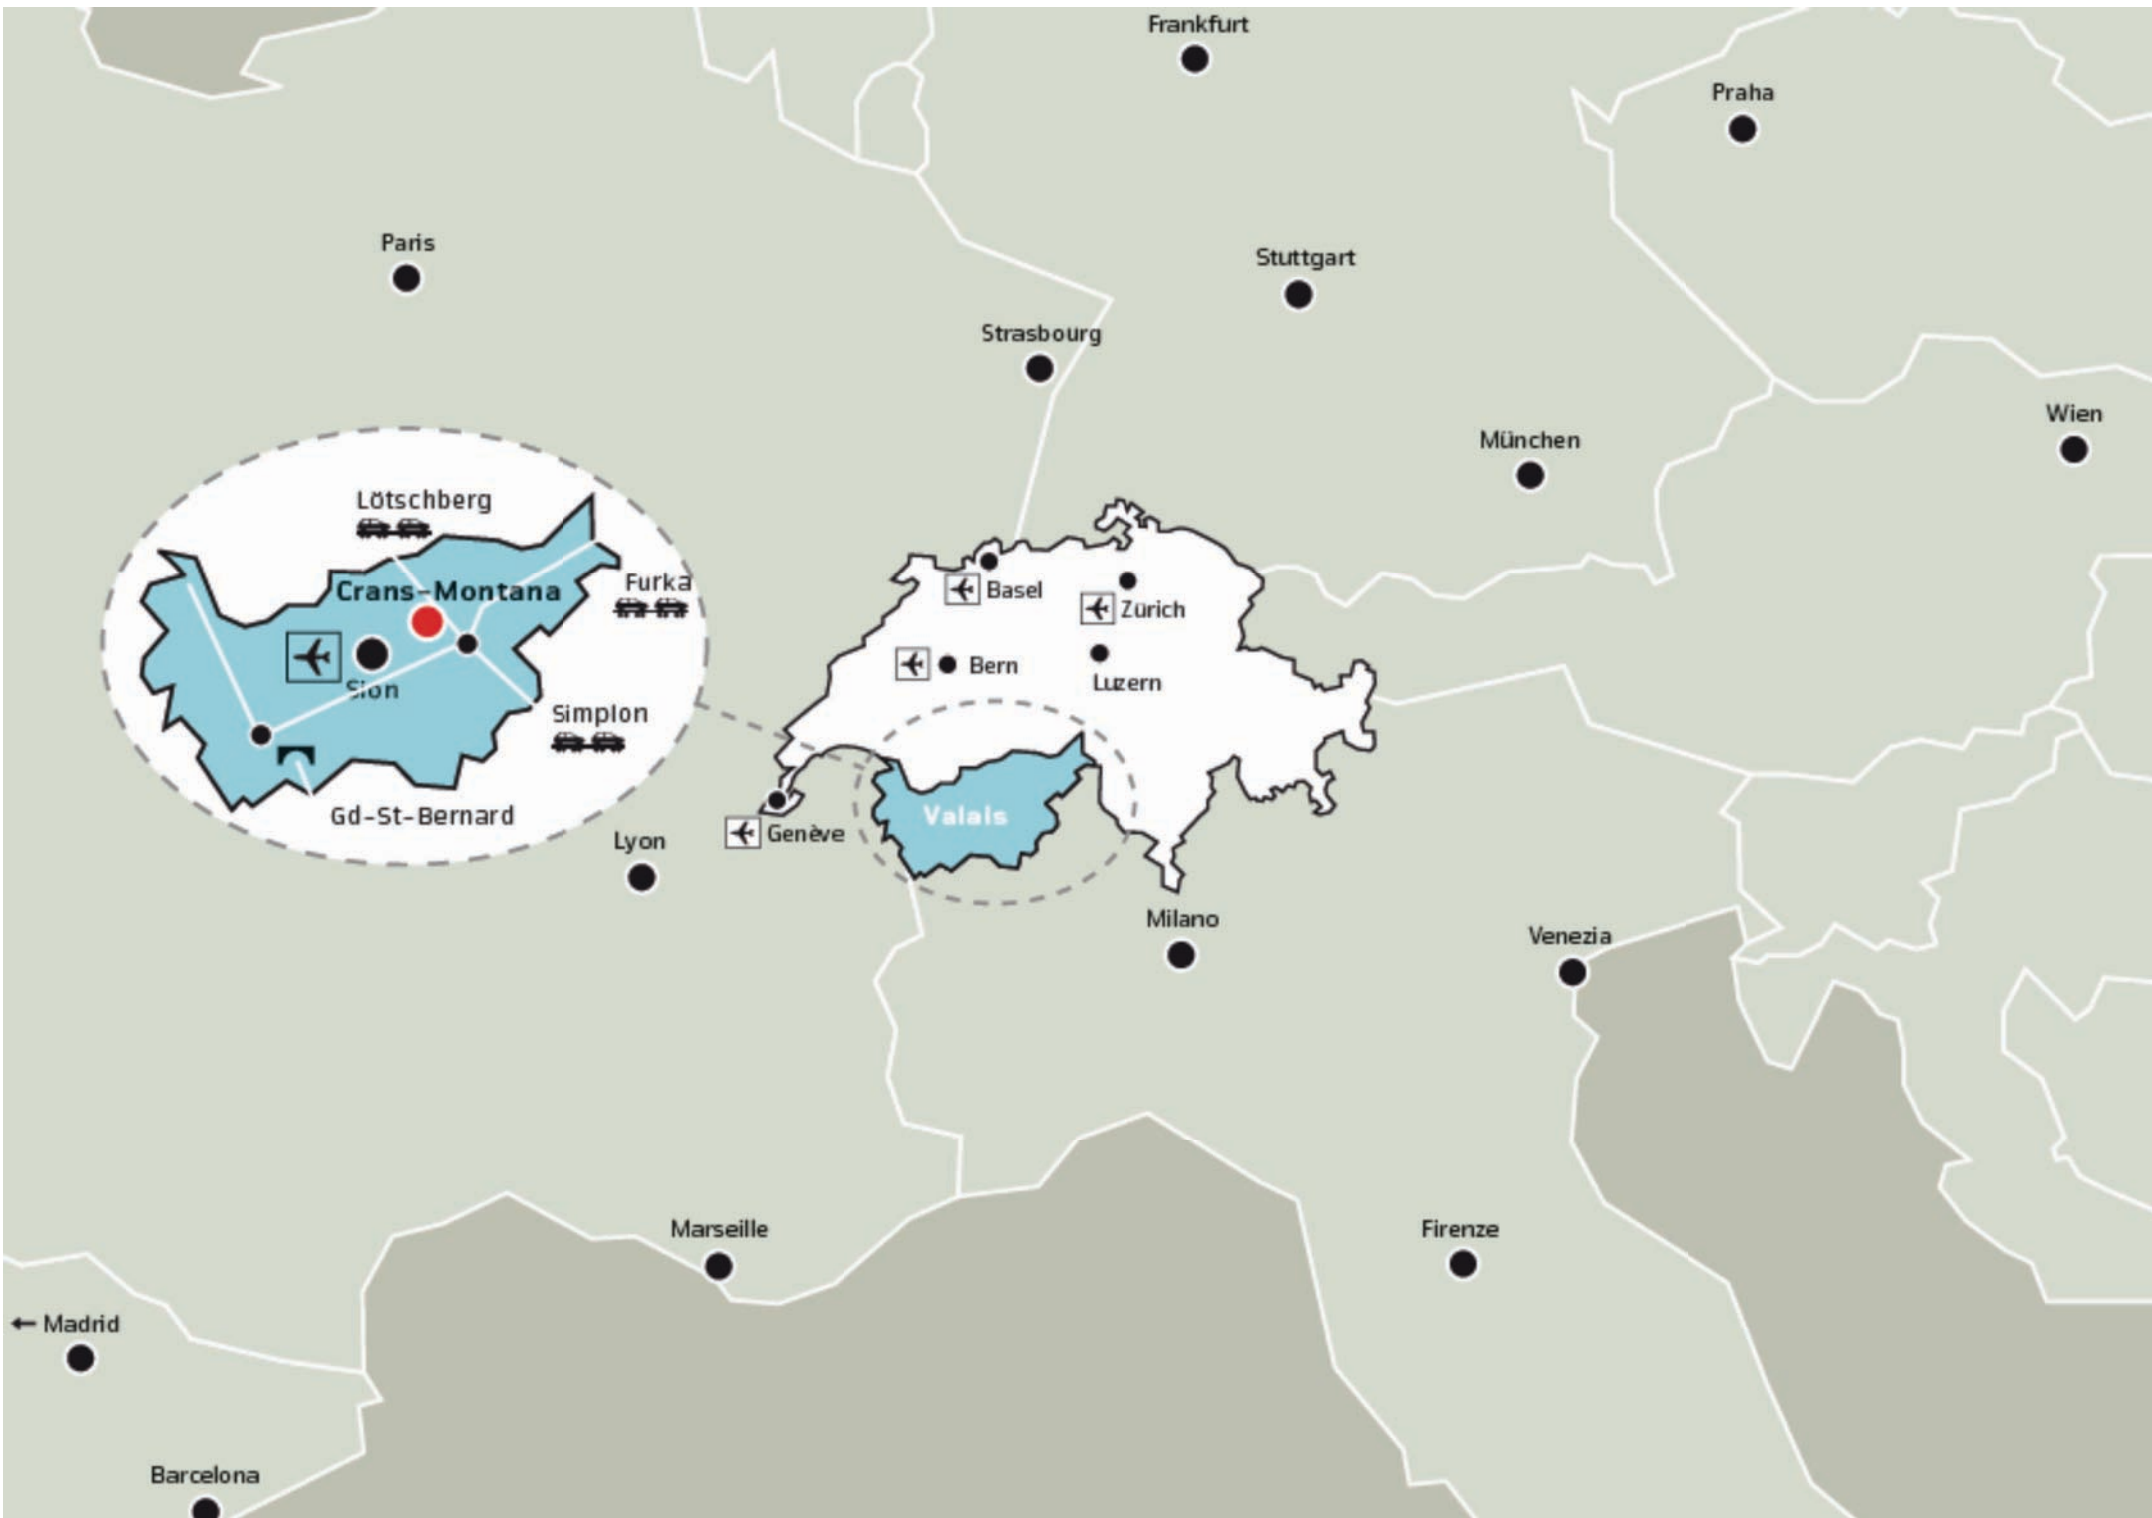 Frankfurt
Praha
Paris
Stuttgart
Strasbourg
Wien
München
Lötschberg
Crans-Montana
Furka
Sion
Simplon
Gd-St-Bernard
Basel
Zürich
Bern
Luzern
Valais
Genève
Lyon
Milano
Venezia
Marseille
Firenze
← Madrid
Barcelona